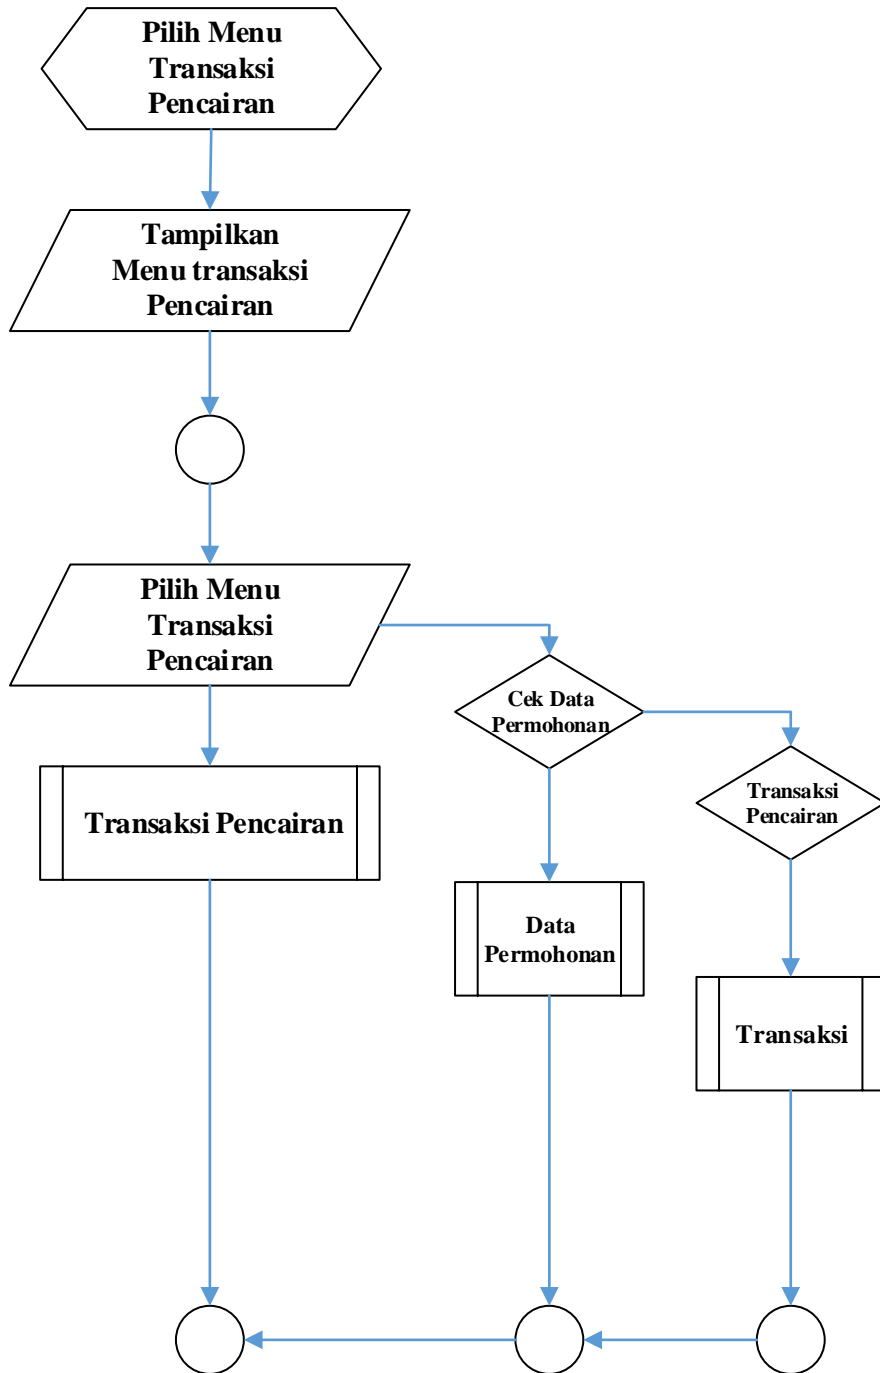 Pilih Menu
Transaksi
Pencairan
Tampilkan
Menu transaksi
Pencairan
Pilih Menu
Transaksi
Pencairan
Cek Data
Permohonan
Transaksi
Pencairan
Transaksi Pencairan
Data
Permohonan
Transaksi